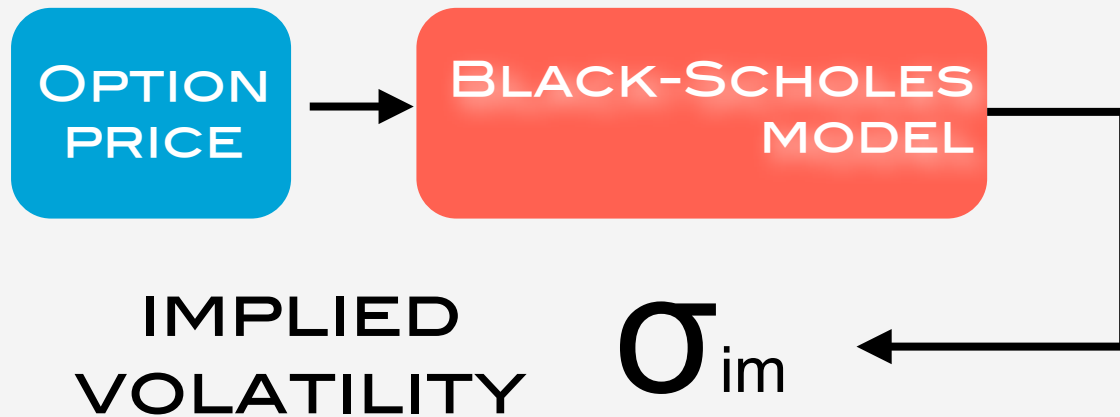 OPTION
PRICE
BLACK-SCHOLES
MODEL
IMPLIED
VOLATILITY
σim